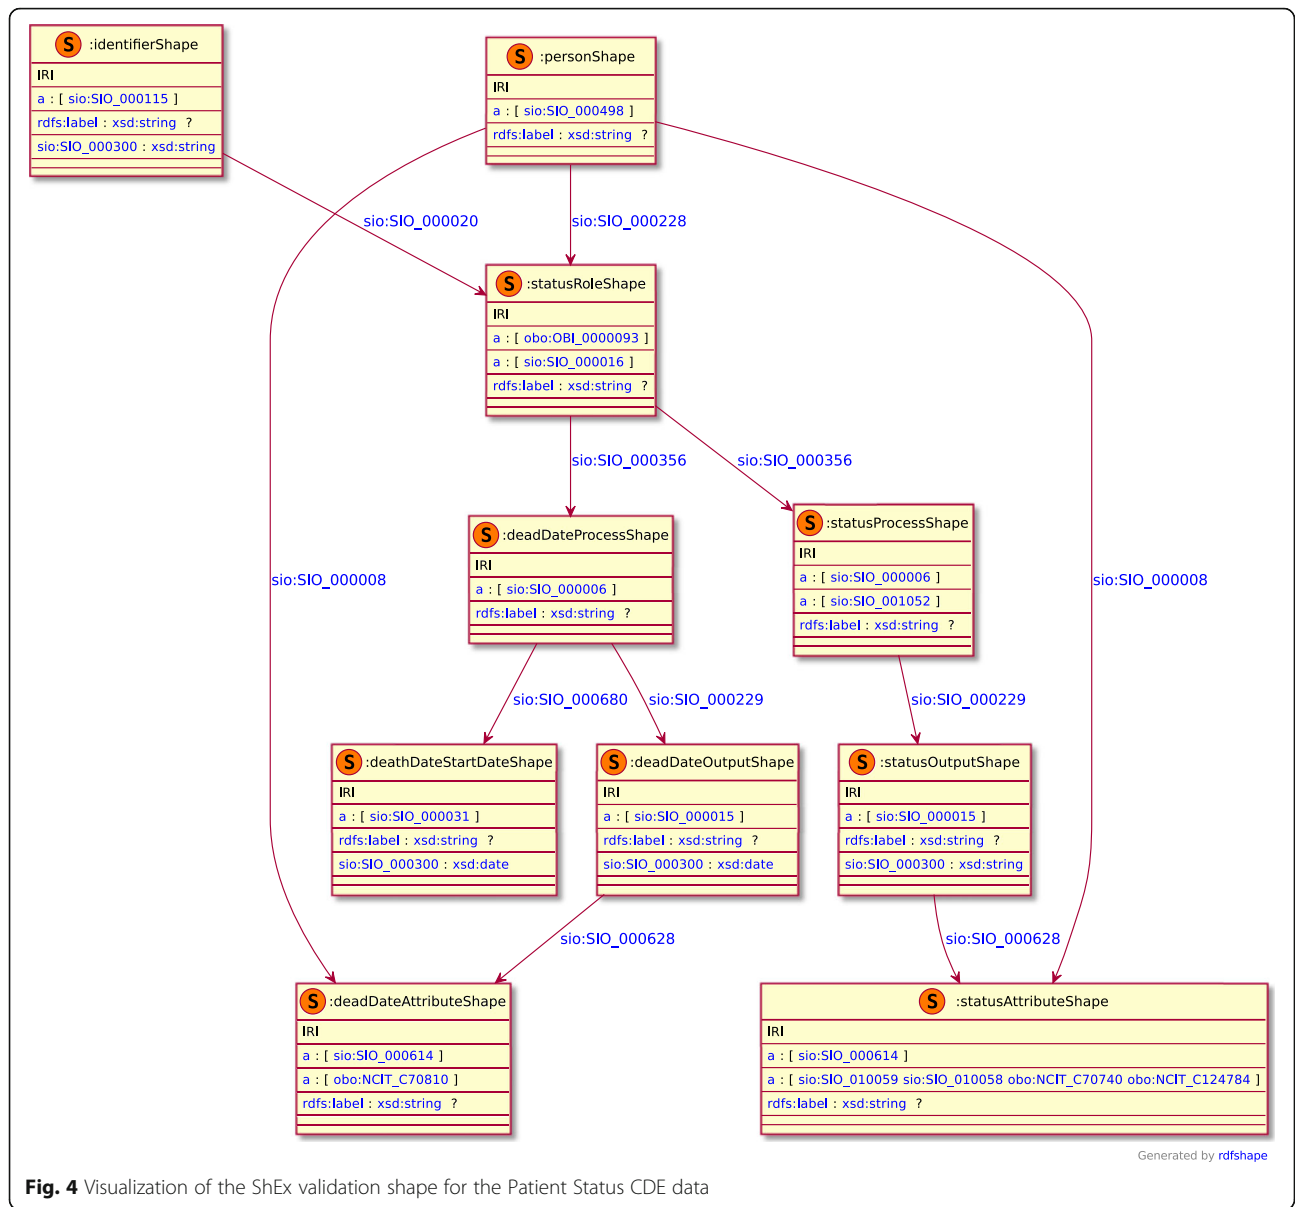 S :identifierShape
IRI
a : [ sio:SIO_000115 ]
rdfs:label : xsd:string ?
sio:SIO_000300 : xsd:string
S :personShape
IRI
a : [ sio:SIO_000498 ]
rdfs:label : xsd:string ?
sio:SIO_000020
sio:SIO_000228
S :statusRoleShape
IRI
a : [ obo:OBI_0000093 ]
a : [ sio:SIO_000016 ]
rdfs:label : xsd:string ?
sio:SIO_000356
sio:SIO_000356
S :deadDateProcessShape
IRI
a : [ sio:SIO_000006 ]
rdfs:label : xsd:string ?
S :statusProcessShape
IRI
a : [ sio:SIO_000006 ]
a : [ sio:SIO_001052 ]
rdfs:label : xsd:string ?
sio:SIO_000008
sio:SIO_000008
sio:SIO_000680
sio:SIO_000229
sio:SIO_000229
S :deathDateStartDateShape
IRI
a : [ sio:SIO_000031 ]
rdfs:label : xsd:string ?
sio:SIO_000300 : xsd:date
S :deadDateOutputShape
IRI
a : [ sio:SIO_000015 ]
rdfs:label : xsd:string ?
sio:SIO_000300 : xsd:date
S :statusOutputShape
IRI
a : [ sio:SIO_000015 ]
rdfs:label : xsd:string ?
sio:SIO_000300 : xsd:string
sio:SIO_000628
sio:SIO_000628
S :deadDateAttributeShape
IRI
a : [ sio:SIO_000614 ]
a : [ obo:NCIT_C70810 ]
rdfs:label : xsd:string ?
S :statusAttributeShape
IRI
a : [ sio:SIO_000614 ]
a : [ sio:SIO_010059 sio:SIO_010058 obo:NCIT_C70740 obo:NCIT_C124784 ]
rdfs:label : xsd:string ?
Generated by rdfshape
Fig. 4 Visualization of the ShEx validation shape for the Patient Status CDE data